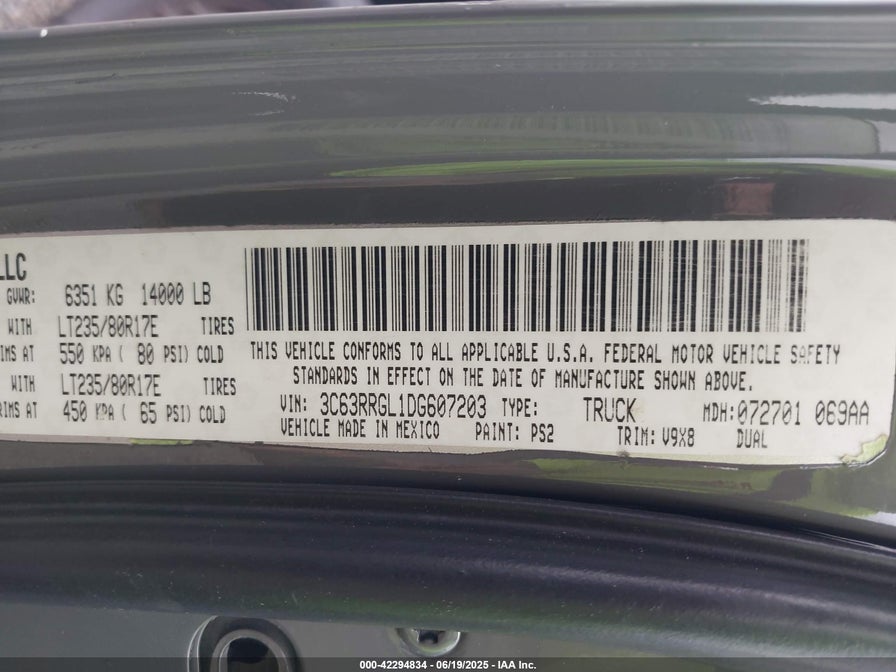 LLC
GVWR: 6351 KG 14000 LB
WITH LT235/80R17E TIRES
IMS AT 550 KPA ( 80 PSI) COLD
WITH LT235/80R17E TIRES
RIMS AT 450 KPA ( 65 PSI) COLD
THIS VEHICLE CONFORMS TO ALL APPLICABLE U.S.A. FEDERAL MOTOR VEHICLE SAFETY
STANDARDS IN EFFECT ON THE DATE OF MANUFACTURE SHOWN ABOVE.
VIN: 3C63RRGL1DG607203 TYPE: TRUCK MDH:072701 069AA
VEHICLE MADE IN MEXICO PAINT: PS2 TRIM: V9X8 DUAL
000-42294834 - 06/19/2025 - IAA Inc.